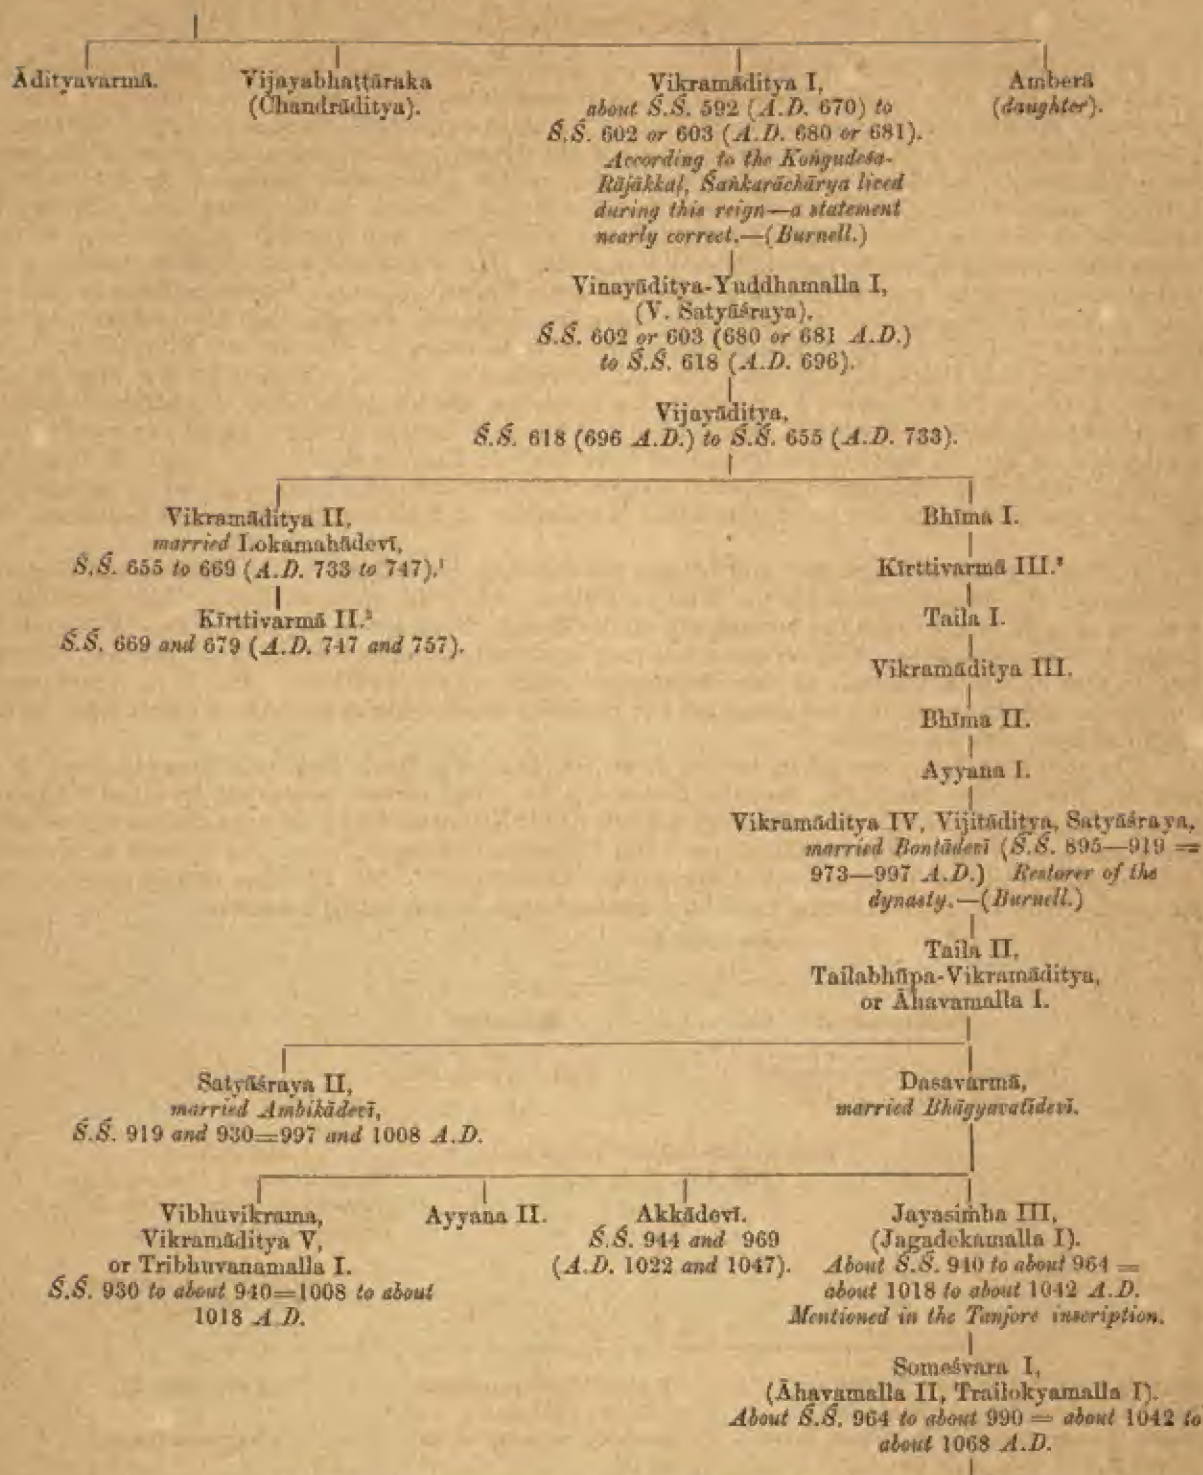 Ādityavarmā.
Vijayabhaṭṭāraka
(Chandrāditya).
Vikramāditya I,
about Ś.Ś. 592 (A.D. 670) to
Ś.Ś. 602 or 603 (A.D. 680 or 681).
According to the Koṅgudeśa-
Rājākkaḷ, Śaṅkarāchārya lived
during this reign—a statement
nearly correct.—(Burnell.)
Amberā
(daughter).
Vinayāditya-Yuddhamalla I,
(V. Satyāśraya).
Ś.Ś. 602 or 603 (680 or 681 A.D.)
to Ś.Ś. 618 (A.D. 696).
Vijayāditya,
Ś.Ś. 618 (696 A.D.) to Ś.Ś. 655 (A.D. 733).
Vikramāditya II,
married Lokamahādevī,
Ś.Ś. 655 to 669 (A.D. 733 to 747).¹
Kīrttivarmā II.²
Ś.Ś. 669 and 679 (A.D. 747 and 757).
Bhīma I.
Kīrttivarmā III.³
Taila I.
Vikramāditya III.
Bhīma II.
Ayyana I.
Vikramāditya IV, Vijitāditya, Satyāśraya,
married Bontādevī (Ś.Ś. 895—919 =
973—997 A.D.) Restorer of the
dynasty.—(Burnell.)
Taila II,
Tailabhūpa-Vikramāditya,
or Āhavamalla I.
Satyāśraya II,
married Ambikādevī,
Ś.Ś. 919 and 930=997 and 1008 A.D.
Dasavarmā,
married Bhāgyavatīdevī.
Vibhuvikrama,
Vikramāditya V,
or Tribhuvanamalla I.
Ś.Ś. 930 to about 940=1008 to about
1018 A.D.
Ayyana II.
Akkādevī.
Ś.Ś. 944 and 969
(A.D. 1022 and 1047).
Jayasiṁha III,
(Jagadekamalla I).
About Ś.Ś. 940 to about 964 =
about 1018 to about 1042 A.D.
Mentioned in the Tanjore inscription.
Someśvara I,
(Āhavamalla II, Trailokyamalla I).
About Ś.Ś. 964 to about 990 = about 1042 to
about 1068 A.D.